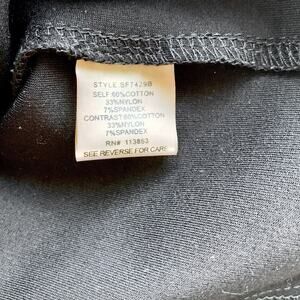 STYLE SF7429B
SELF 60%COTTON
33%NYLON
7%SPANDEX
CONTRAST 60%COTTON
33%NYLON
7%SPANDEX
RN# 113853
SEE REVERSE FOR CARE